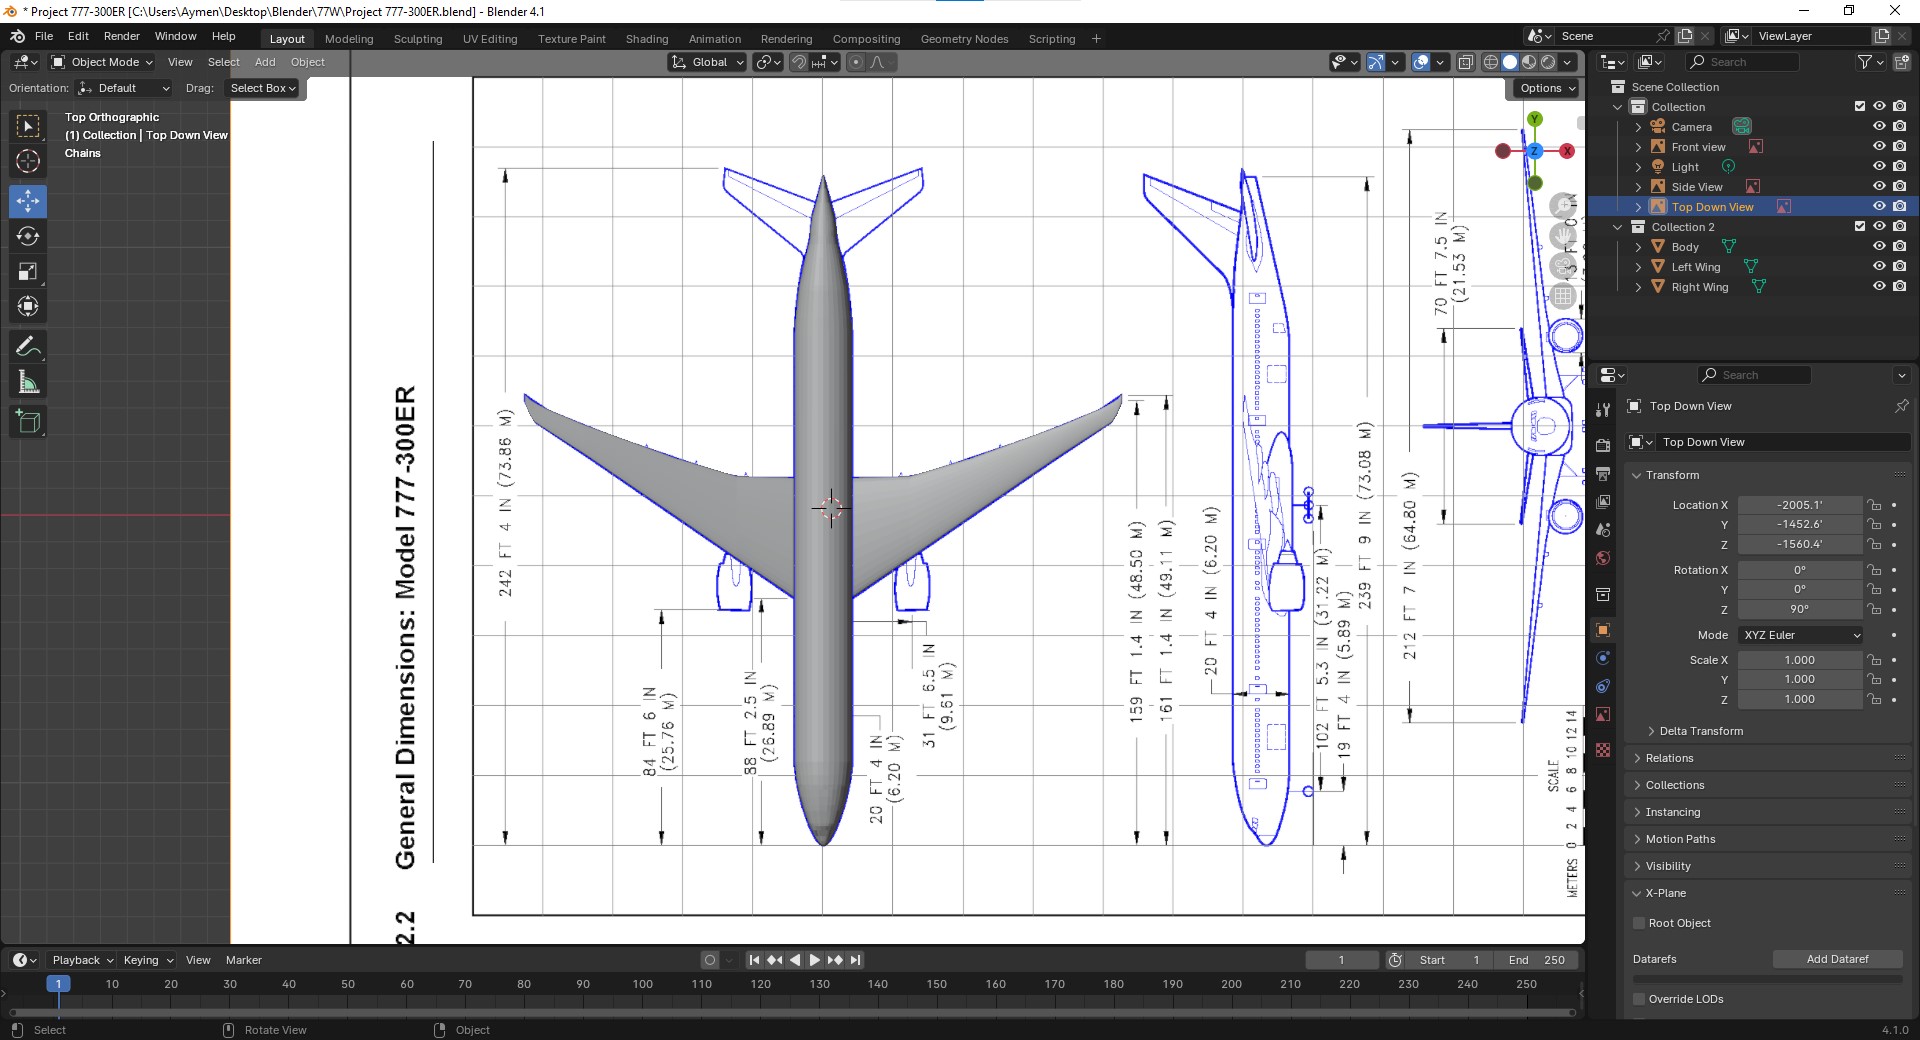 * Project 777-300ER [C:\Users\Aymen\Desktop\Blender\77W\Project 777-300ER.blend] - Blender 4.1
File Edit Render Window Help
Layout Modeling Sculpting UV Editing Texture Paint Shading Animation Rendering Compositing Geometry Nodes Scripting +
Scene
ViewLayer
Object Mode View Select Add Object
Global
Orientation: Default Drag: Select Box
Options
Top Orthographic
(1) Collection | Top Down View
Chains
2.2 General Dimensions: Model 777-300ER
242 FT 4 IN (73.86 M)
84 FT 6 IN
(25.76 M)
88 FT 2.5 IN
(26.89 M)
20 FT 4 IN
(6.20 M)
31 FT 6.5 IN
(9.61 M)
159 FT 1.4 IN (48.50 M)
161 FT 1.4 IN (49.11 M)
20 FT 4 IN (6.20 M)
102 FT 5.3 IN (31.22 M)
19 FT 4 IN (5.89 M)
239 FT 9 IN (73.08 M)
212 FT 7 IN (64.80 M)
70 FT 7.5 IN
(21.53 M)
SCALE
METERS 0 2 4 6 8 10 12 14
Y
Z
X
Search
Scene Collection
Collection
Camera
Front view
Light
Side View
Top Down View
Collection 2
Body
Left Wing
Right Wing
Search
Top Down View
Top Down View
Transform
Location X -2005.1'
Y -1452.6'
Z -1560.4'
Rotation X 0°
Y 0°
Z 90°
Mode XYZ Euler
Scale X 1.000
Y 1.000
Z 1.000
Delta Transform
Relations
Collections
Instancing
Motion Paths
Visibility
X-Plane
Root Object
Datarefs Add Dataref
Override LODs
Playback Keying View Marker
1 Start 1 End 250
1 10 20 30 40 50 60 70 80 90 100 110 120 130 140 150 160 170 180 190 200 210 220 230 240 250
Select Rotate View Object
4.1.0